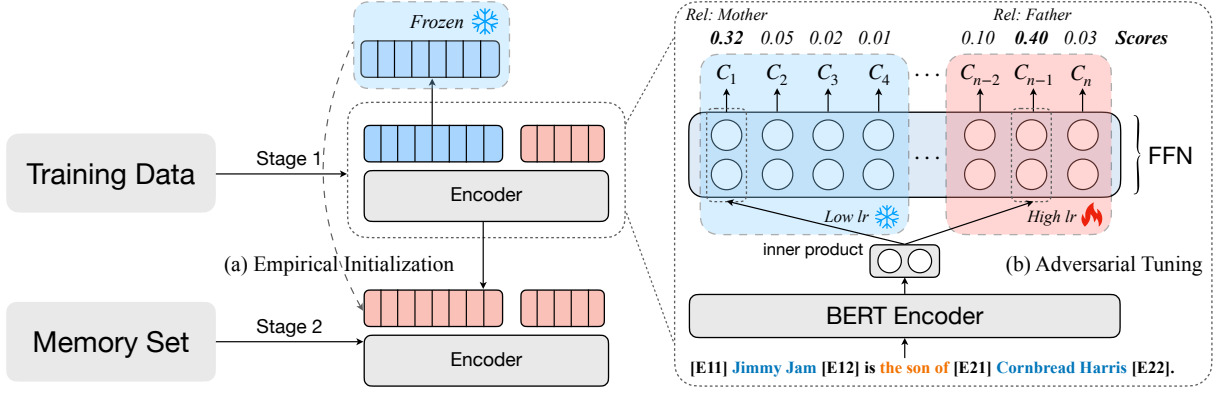 Frozen
Training Data
Stage 1
Encoder
(a) Empirical Initialization
Memory Set
Stage 2
Encoder
Rel: Mother
Rel: Father
0.32 0.05 0.02 0.01 0.10 0.40 0.03 Scores
C1 C2 C3 C4 ... Cn-2 Cn-1 Cn
...
FFN
Low lr
High lr
inner product
(b) Adversarial Tuning
BERT Encoder
[E11] Jimmy Jam [E12] is the son of [E21] Cornbread Harris [E22].